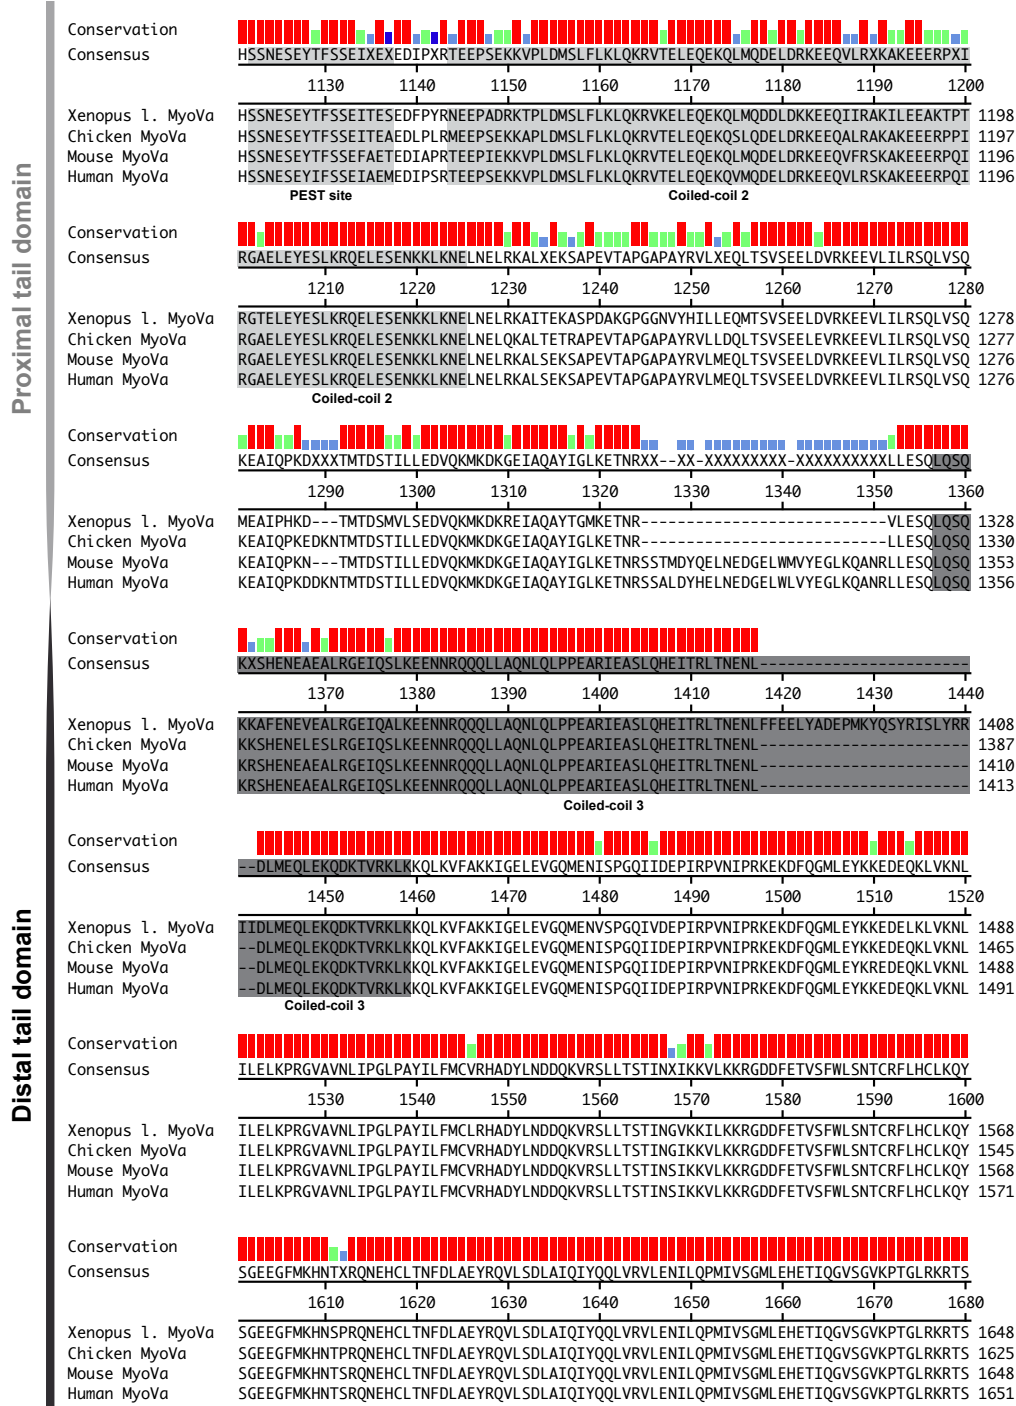 Proximal tail domain
Distal tail domain
Conservation
Consensus HSSNESEYTFSSEIXEXEDIPXRTEEPSEKKVPLDMSLFLKLQKRVTELEQEKQLMQDELDRKEEQVLRXKAKEEERPXI
1130 1140 1150 1160 1170 1180 1190 1200
Xenopus l. MyoVa HSSNESEYTFSSEITESEDFPYRNEEPADRKTPLDMSLFLKLQKRVKELEQEKQLMQDDLDKKEEQIIRAKILEEAKTPT 1198
Chicken MyoVa HSSNESEYTFSSEITEAEDLPLRMEEPSEKKAPLDMSLFLKLQKRVTELEQEKQSLQDELDRKEEQALRAKAKEEERPPI 1197
Mouse MyoVa HSSNESEYTFSSEFAETEDIAPRTEEPIEKKVPLDMSLFLKLQKRVTELEQEKQLMQDELDRKEEQVFRSKAKEEERPQI 1196
Human MyoVa HSSNESEYIFSSEIAEMEDIPSRTEEPSEKKVPLDMSLFLKLQKRVTELEQEKQVMQDELDRKEEQVLRSKAKEEERPQI 1196
PEST site Coiled-coil 2
Conservation
Consensus RGAELEYESLKRQELESENKKLKNELNELRKALXEKSAPEVTAPGAPAYRVLXEQLTSVSEELDVRKEEVLILRSQLVSQ
1210 1220 1230 1240 1250 1260 1270 1280
Xenopus l. MyoVa RGTELEYESLKRQELESENKKLKNELNELRKAITEKASPDAKGPGGNVYHILLEQMTSVSEELDVRKEEVLILRSQLVSQ 1278
Chicken MyoVa RGAELEYESLKRQELESENKKLKNELNELQKALTETRAPEVTAPGAPAYRVLLDQLTSVSEELEVRKEEVLILRSQLVSQ 1277
Mouse MyoVa RGAELEYESLKRQELESENKKLKNELNELRKALSEKSAPEVTAPGAPAYRVLMEQLTSVSEELDVRKEEVLILRSQLVSQ 1276
Human MyoVa RGAELEYESLKRQELESENKKLKNELNELRKALSEKSAPEVTAPGAPAYRVLMEQLTSVSEELDVRKEEVLILRSQLVSQ 1276
Coiled-coil 2
Conservation
Consensus KEAIQPKDXXXTMTDSTILLEDVQKMKDKGEIAQAYIGLKETNRXX--XX-XXXXXXXXX-XXXXXXXXXXLLESQLQSQ
1290 1300 1310 1320 1330 1340 1350 1360
Xenopus l. MyoVa MEAIPHKD---TMTDSMVLSEDVQKMKDKREIAQAYTGMKETNR---------------------------VLESQLQSQ 1328
Chicken MyoVa KEAIQPKEDKNTMTDSTILLEDVQKMKDKGEIAQAYIGLKETNR---------------------------LLESQLQSQ 1330
Mouse MyoVa KEAIQPKN---TMTDSTILLEDVQKMKDKGEIAQAYIGLKETNRSSTMDYQELNEDGELWMVYEGLKQANRLLESQLQSQ 1353
Human MyoVa KEAIQPKDDKNTMTDSTILLEDVQKMKDKGEIAQAYIGLKETNRSSALDYHELNEDGELWLVYEGLKQANRLLESQLQSQ 1356
Conservation
Consensus KXSHENEAEALRGEIQSLKEENNRQQQLLAQNLQLPPEARIEASLQHEITRLTNENL-----------------------
1370 1380 1390 1400 1410 1420 1430 1440
Xenopus l. MyoVa KKAFENEVEALRGEIQALKEENNRQQQLLAQNLQLPPEARIEASLQHEITRLTNENLFFEELYADEPMKYQSYRISLYRR 1408
Chicken MyoVa KKSHENELESLRGEIQSLKEENNRQQQLLAQNLQLPPEARIEASLQHEITRLTNENL----------------------- 1387
Mouse MyoVa KRSHENEAEALRGEIQSLKEENNRQQQLLAQNLQLPPEARIEASLQHEITRLTNENL----------------------- 1410
Human MyoVa KRSHENEAEALRGEIQSLKEENNRQQQLLAQNLQLPPEARIEASLQHEITRLTNENL----------------------- 1413
Coiled-coil 3
Conservation
Consensus --DLMEQLEKQDKTVRKLKKQLKVFAKKIGELEVGQMENISPGQIIDEPIRPVNIPRKEKDFQGMLEYKKEDEQKLVKNL
1450 1460 1470 1480 1490 1500 1510 1520
Xenopus l. MyoVa IIDLMEQLEKQDKTVRKLKKQLKVFAKKIGELEVGQMENVSPGQIVDEPIRPVNIPRKEKDFQGMLEYKKEDELKLVKNL 1488
Chicken MyoVa --DLMEQLEKQDKTVRKLKKQLKVFAKKIGELEVGQMENISPGQIIDEPIRPVNIPRKEKDFQGMLEYKKEDEQKLVKNL 1465
Mouse MyoVa --DLMEQLEKQDKTVRKLKKQLKVFAKKIGELEVGQMENISPGQIIDEPIRPVNIPRKEKDFQGMLEYKREDEQKLVKNL 1488
Human MyoVa --DLMEQLEKQDKTVRKLKKQLKVFAKKIGELEVGQMENISPGQIIDEPIRPVNIPRKEKDFQGMLEYKKEDEQKLVKNL 1491
Coiled-coil 3
Conservation
Consensus ILELKPRGVAVNLIPGLPAYILFMCVRHADYLNDDQKVRSLLTSTINXIKKVLKKRGDDFETVSFWLSNTCRFLHCLKQY
1530 1540 1550 1560 1570 1580 1590 1600
Xenopus l. MyoVa ILELKPRGVAVNLIPGLPAYILFMCLRHADYLNDDQKVRSLLTSTINGVKKILKKRGDDFETVSFWLSNTCRFLHCLKQY 1568
Chicken MyoVa ILELKPRGVAVNLIPGLPAYILFMCVRHADYLNDDQKVRSLLTSTINGIKKVLKKRGDDFETVSFWLSNTCRFLHCLKQY 1545
Mouse MyoVa ILELKPRGVAVNLIPGLPAYILFMCVRHADYLNDDQKVRSLLTSTINSIKKVLKKRGDDFETVSFWLSNTCRFLHCLKQY 1568
Human MyoVa ILELKPRGVAVNLIPGLPAYILFMCVRHADYLNDDQKVRSLLTSTINSIKKVLKKRGDDFETVSFWLSNTCRFLHCLKQY 1571
Conservation
Consensus SGEEGFMKHNTXRQNEHCLTNFDLAEYRQVLSDLAIQIYQQLVRVLENILQPMIVSGMLEHETIQGVSGVKPTGLRKRTS
1610 1620 1630 1640 1650 1660 1670 1680
Xenopus l. MyoVa SGEEGFMKHNSPRQNEHCLTNFDLAEYRQVLSDLAIQIYQQLVRVLENILQPMIVSGMLEHETIQGVSGVKPTGLRKRTS 1648
Chicken MyoVa SGEEGFMKHNTPRQNEHCLTNFDLAEYRQVLSDLAIQIYQQLVRVLENILQPMIVSGMLEHETIQGVSGVKPTGLRKRTS 1625
Mouse MyoVa SGEEGFMKHNTSRQNEHCLTNFDLAEYRQVLSDLAIQIYQQLVRVLENILQPMIVSGMLEHETIQGVSGVKPTGLRKRTS 1648
Human MyoVa SGEEGFMKHNTSRQNEHCLTNFDLAEYRQVLSDLAIQIYQQLVRVLENILQPMIVSGMLEHETIQGVSGVKPTGLRKRTS 1651